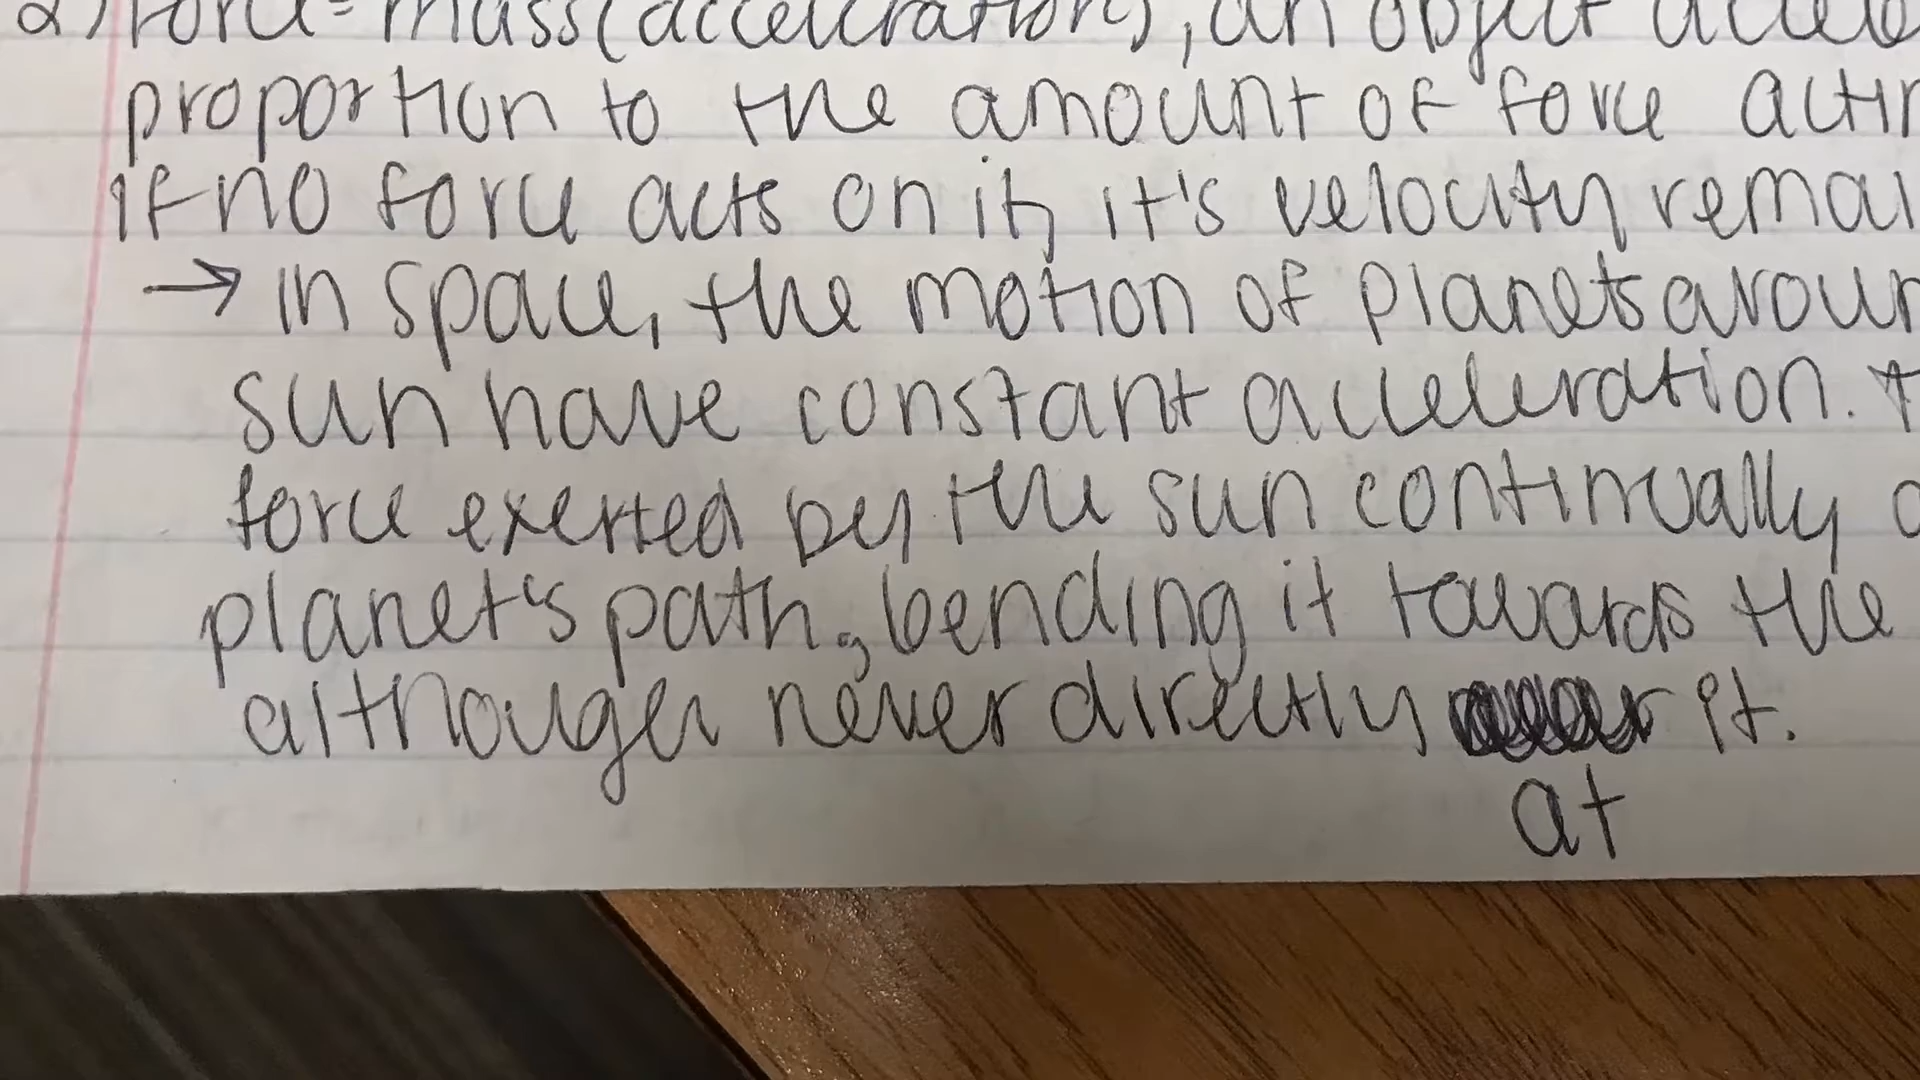 2) Force = mass(acceleration), an object accele
proportion to the amount of force actin
if no force acts on it, it's velocity remai
→ in space, the motion of planets aroun
sun have constant acceleration. t
force exerted by the sun continually
planet's path, bending it towards the
although never directly it.
at